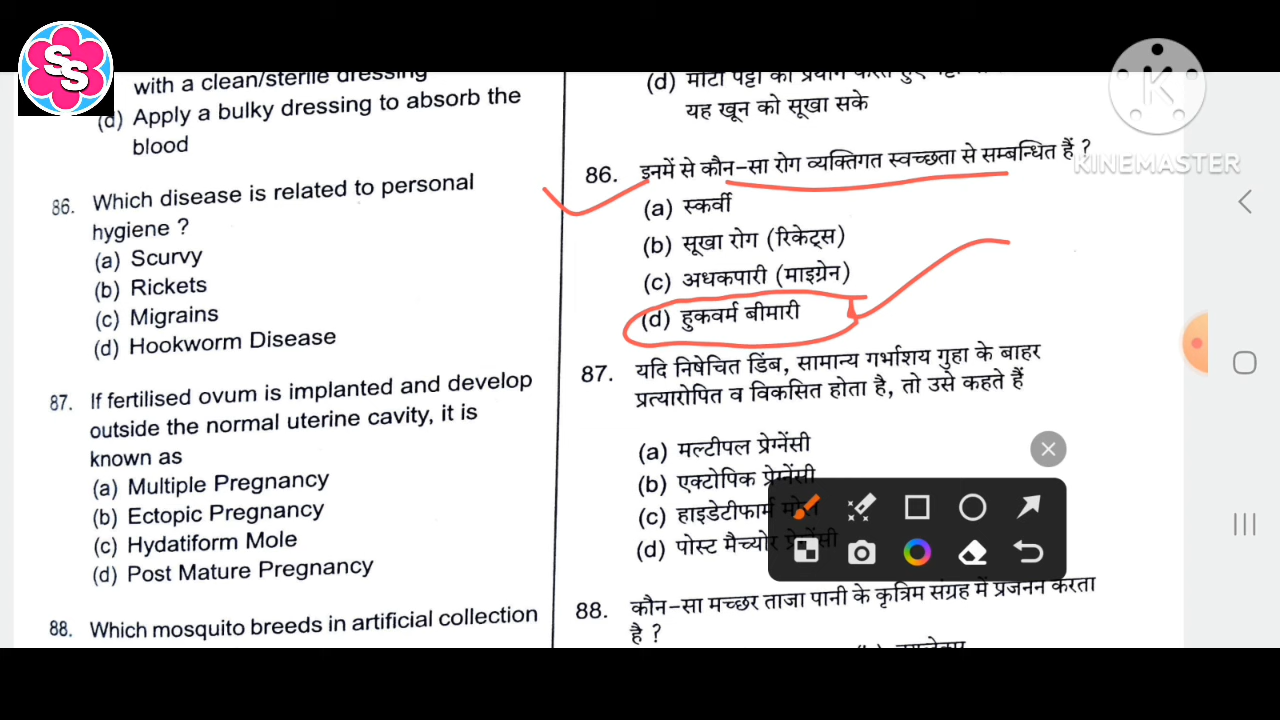 SS
KINEMASTER
with a clean/sterile dressing
(d) Apply a bulky dressing to absorb the
blood
86. Which disease is related to personal
hygiene ?
(a) Scurvy
(b) Rickets
(c) Migrains
(d) Hookworm Disease
87. If fertilised ovum is implanted and develop
outside the normal uterine cavity, it is
known as
(a) Multiple Pregnancy
(b) Ectopic Pregnancy
(c) Hydatiform Mole
(d) Post Mature Pregnancy
88. Which mosquito breeds in artificial collection
(d) मोटी पट्टी का प्रयोग करते हुए
यह खून को सूखा सके
86. इनमें से कौन-सा रोग व्यक्तिगत स्वच्छता से सम्बन्धित हैं ?
(a) स्कर्वी
(b) सूखा रोग (रिकेट्स)
(c) अधकपारी (माइग्रेन)
(d) हुकवर्म बीमारी
87. यदि निषेचित डिंब, सामान्य गर्भाशय गुहा के बाहर
प्रत्यारोपित व विकसित होता है, तो उसे कहते हैं
(a) मल्टीपल प्रेग्नेंसी
(b) एक्टोपिक प्रेग्नेंसी
(c) हाइडेटीफार्म मोल
(d) पोस्ट मैच्योर प्रेग्नेंसी
88. कौन-सा मच्छर ताजा पानी के कृत्रिम संग्रह में प्रजनन करता
है ?